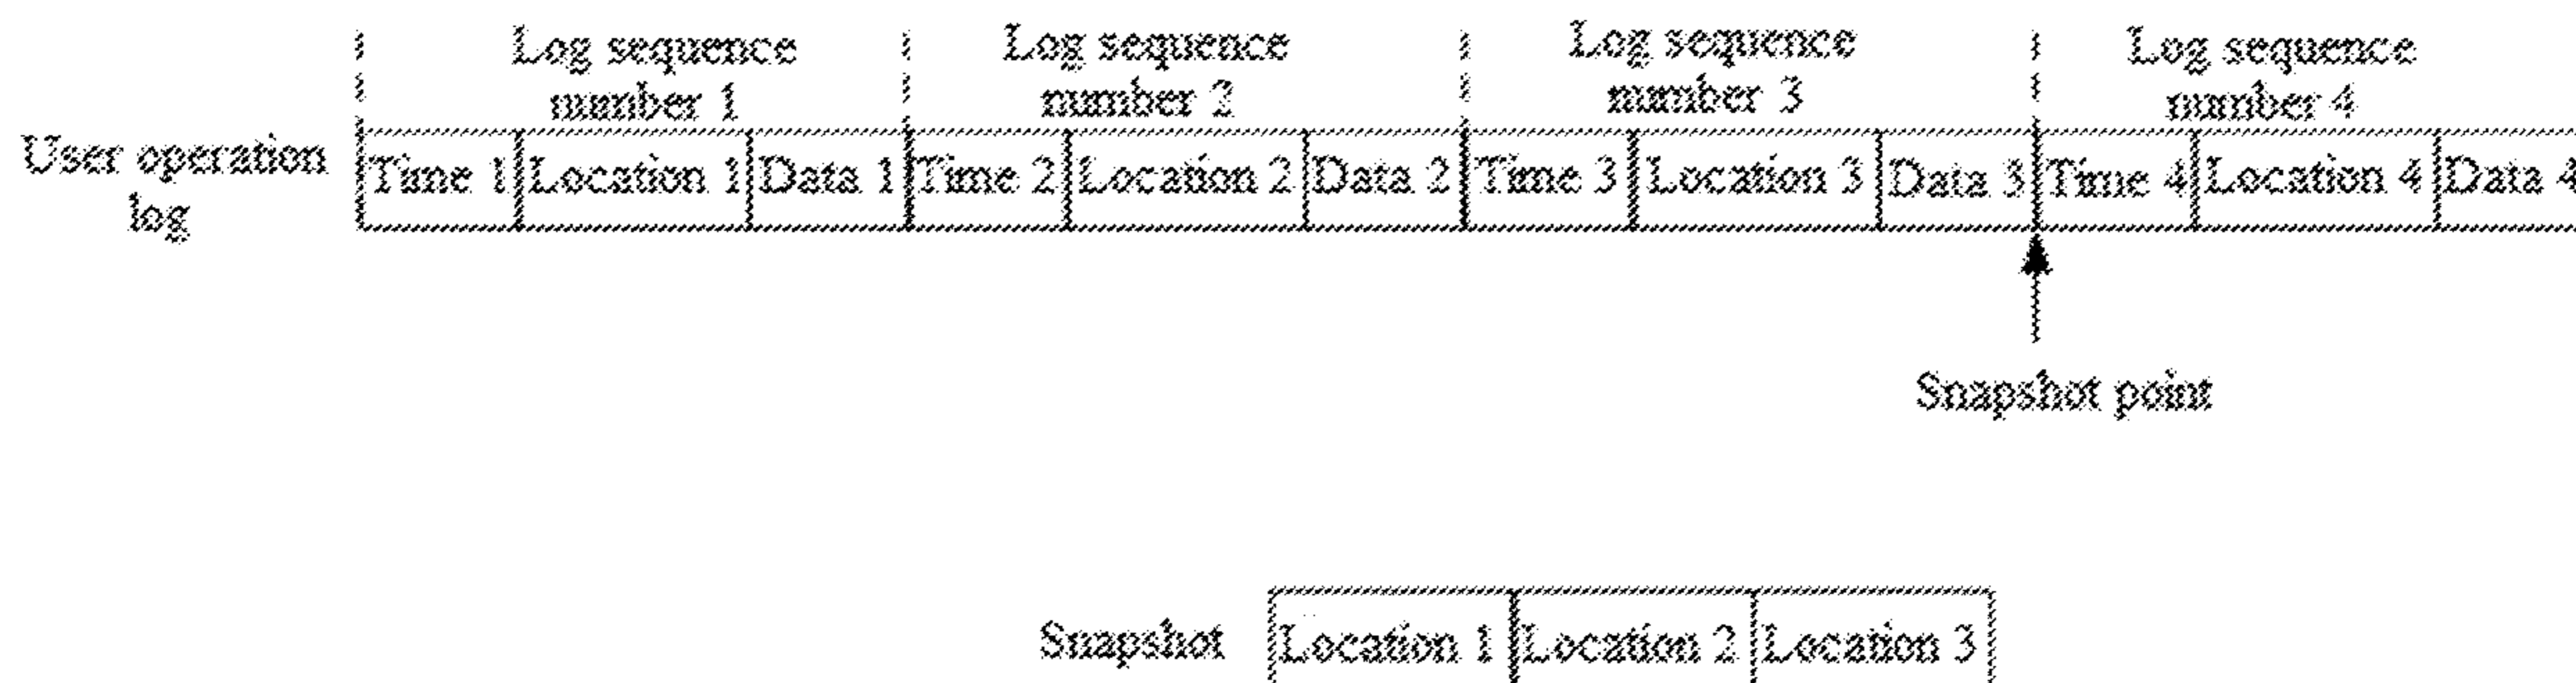 Log sequence
number 1
Log sequence
number 2
Log sequence
number 3
Log sequence
number 4
User operation
log
Time 1 Location 1 Data 1 Time 2 Location 2 Data 2 Time 3 Location 3 Data 3 Time 4 Location 4 Data 4
Snapshot point
Snapshot Location 1 Location 2 Location 3